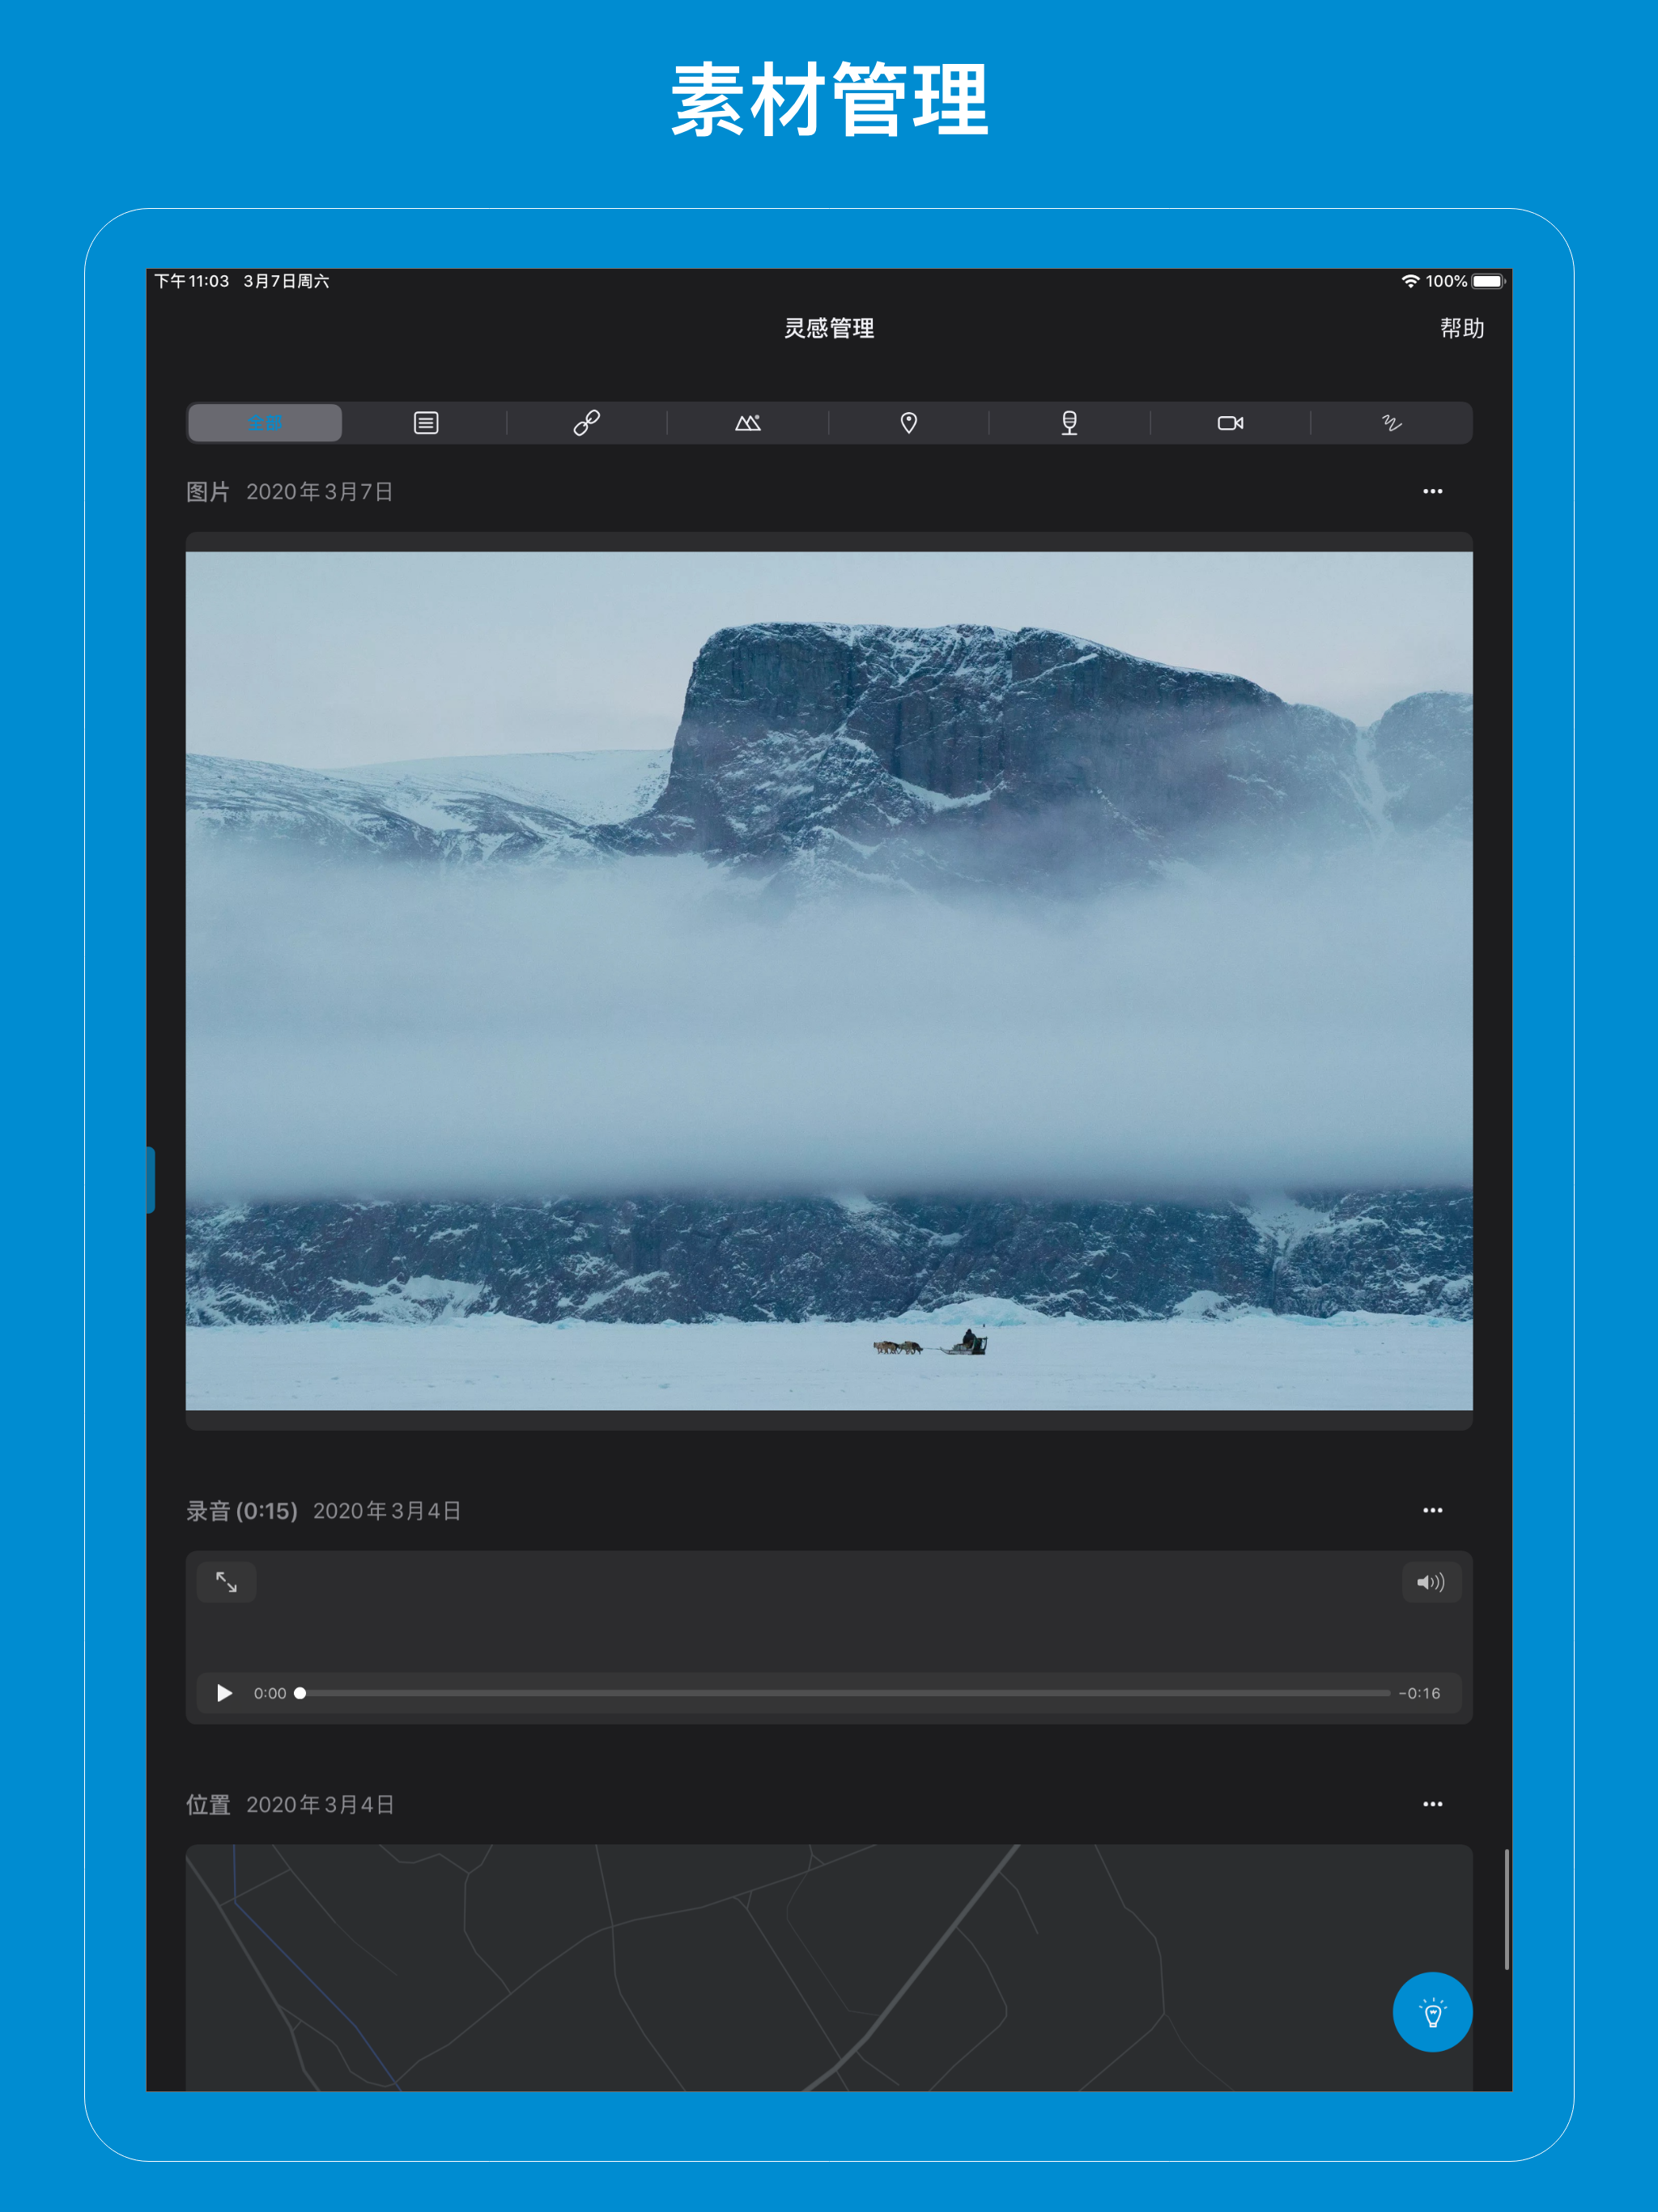 素材管理
下午11:03 3月7日周六
100%
灵感管理
帮助
全部
图片 2020年3月7日
录音 (0:15) 2020年3月4日
0:00
-0:16
位置 2020年3月4日